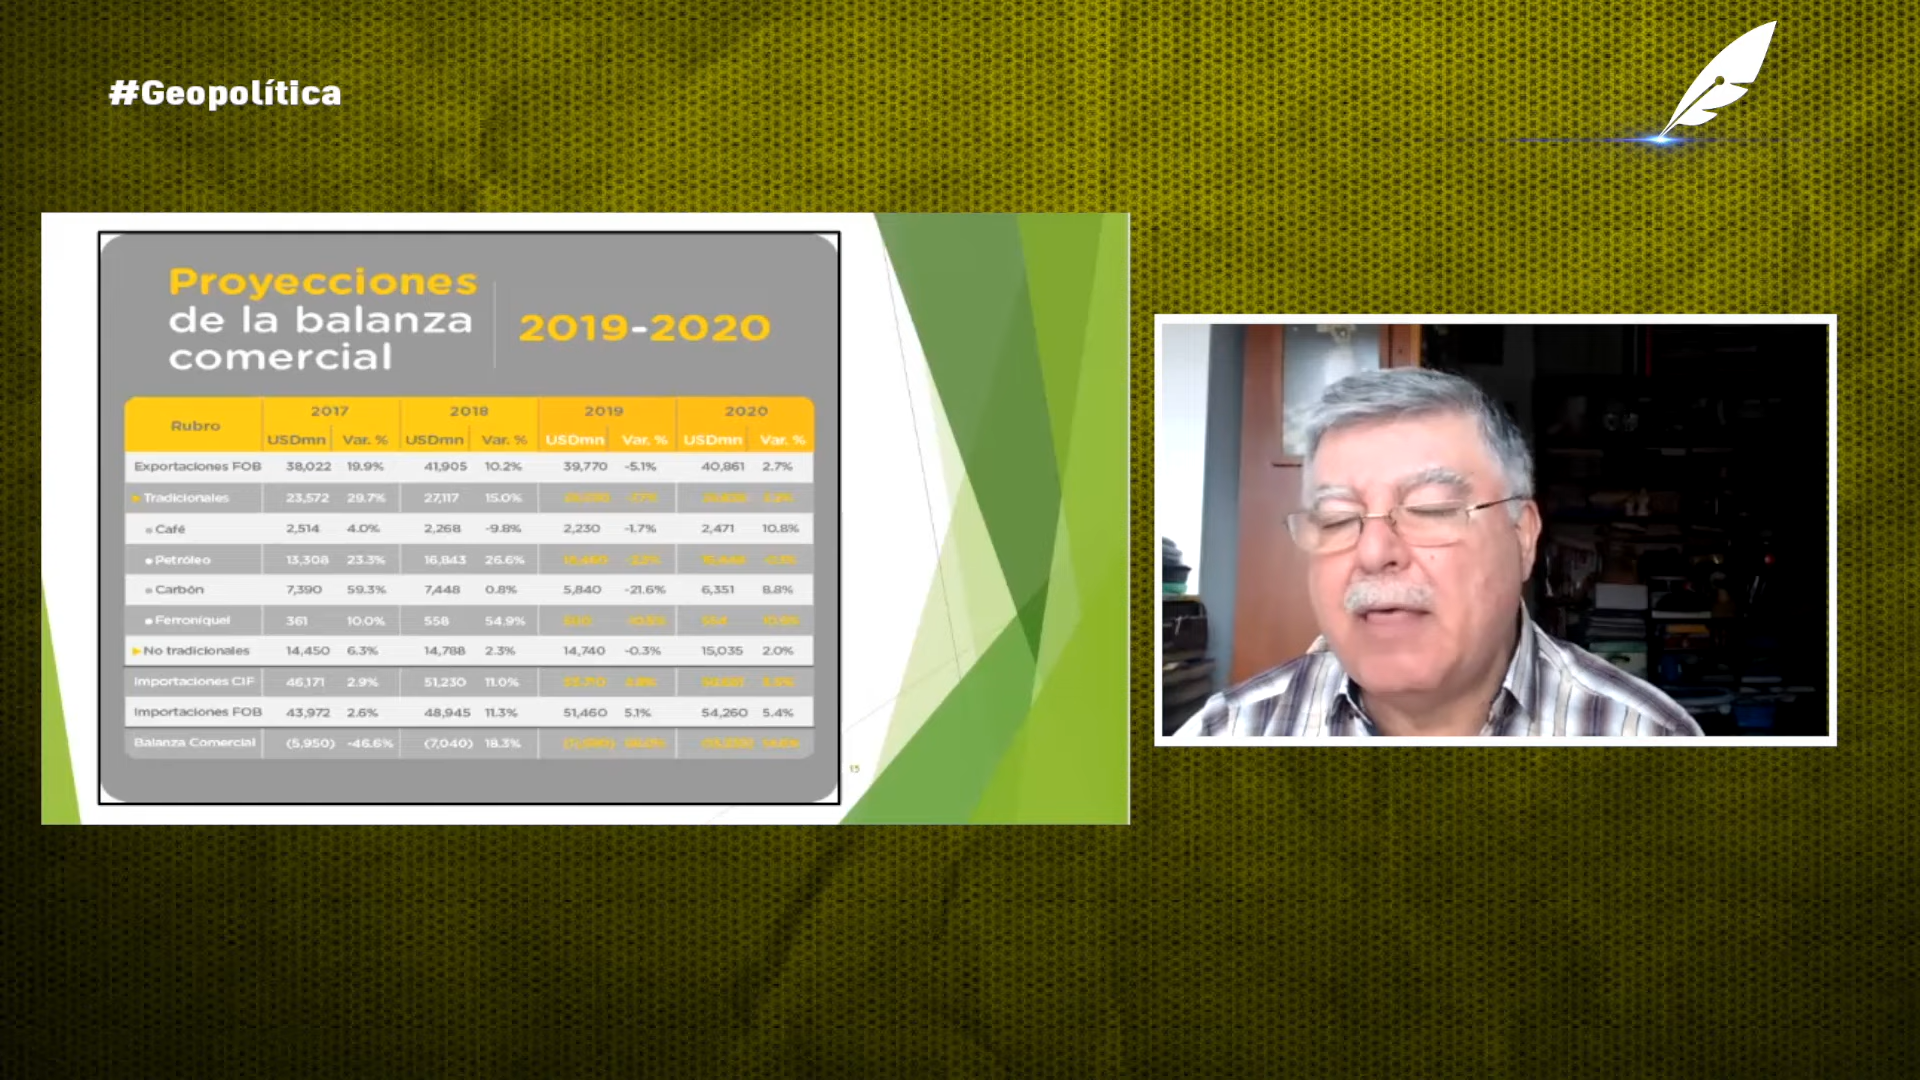 #Geopolítica
Proyecciones
de la balanza
comercial
2019-2020
Rubro 2017 2018 2019 2020
USDmn Var. % USDmn Var. % USDmn Var. % USDmn Var. %
Exportaciones FOB 38,022 19.9% 41,905 10.2% 39,770 -5.1% 40,861 2.7%
Tradicionales 23,572 29.7% 27,117 15.0%
Café 2,514 4.0% 2,268 -9.8% 2,230 -1.7% 2,471 10.8%
Petróleo 13,308 23.3% 16,843 26.6%
Carbón 7,390 59.3% 7,448 0.8% 5,840 -21.6% 6,351 8.8%
Ferroníquel 361 10.0% 558 54.9%
No tradicionales 14,450 6.3% 14,788 2.3% 14,740 -0.3% 15,035 2.0%
Importaciones CIF 46,171 2.9% 51,230 11.0%
Importaciones FOB 43,972 2.6% 48,945 11.3% 51,460 5.1% 54,260 5.4%
Balanza Comercial (5,950) -46.6% (7,040) 18.3%